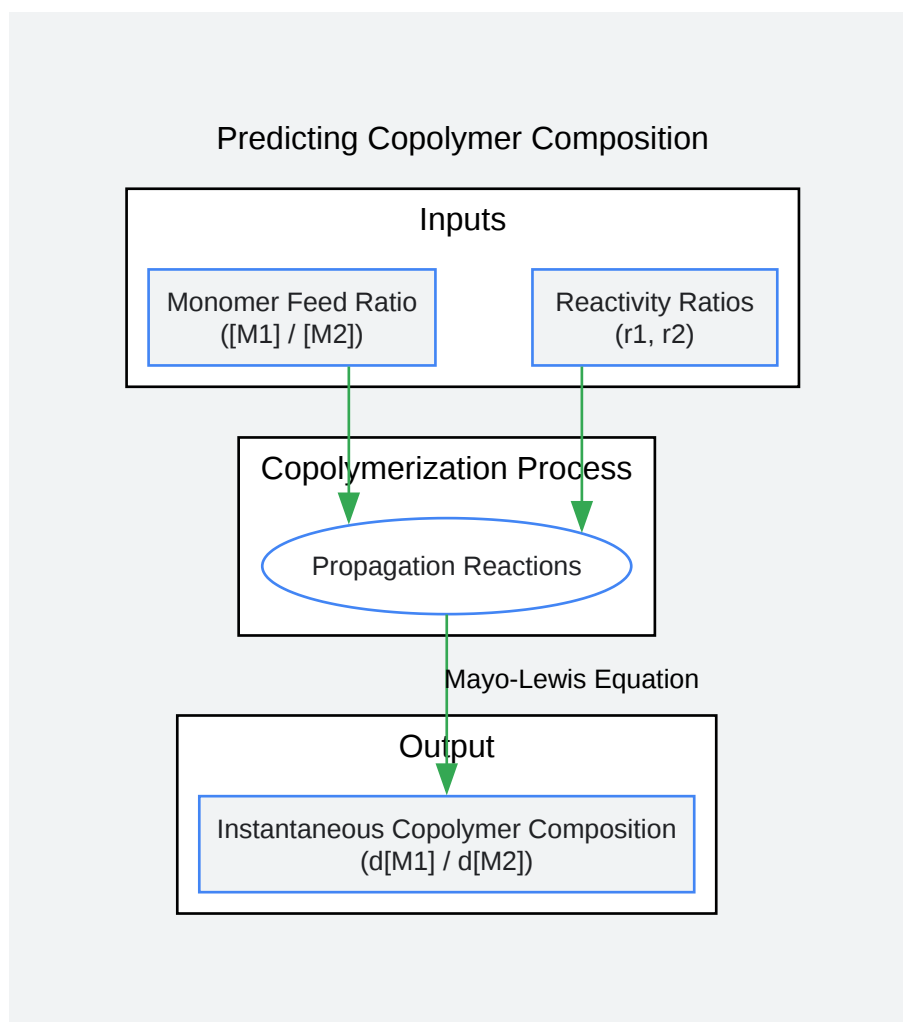 Predicting Copolymer Composition
Inputs
Monomer Feed Ratio
([M1] / [M2])
Reactivity Ratios
(r1, r2)
Copolymerization Process
Propagation Reactions
Mayo-Lewis Equation
Output
Instantaneous Copolymer Composition
(d[M1] / d[M2])